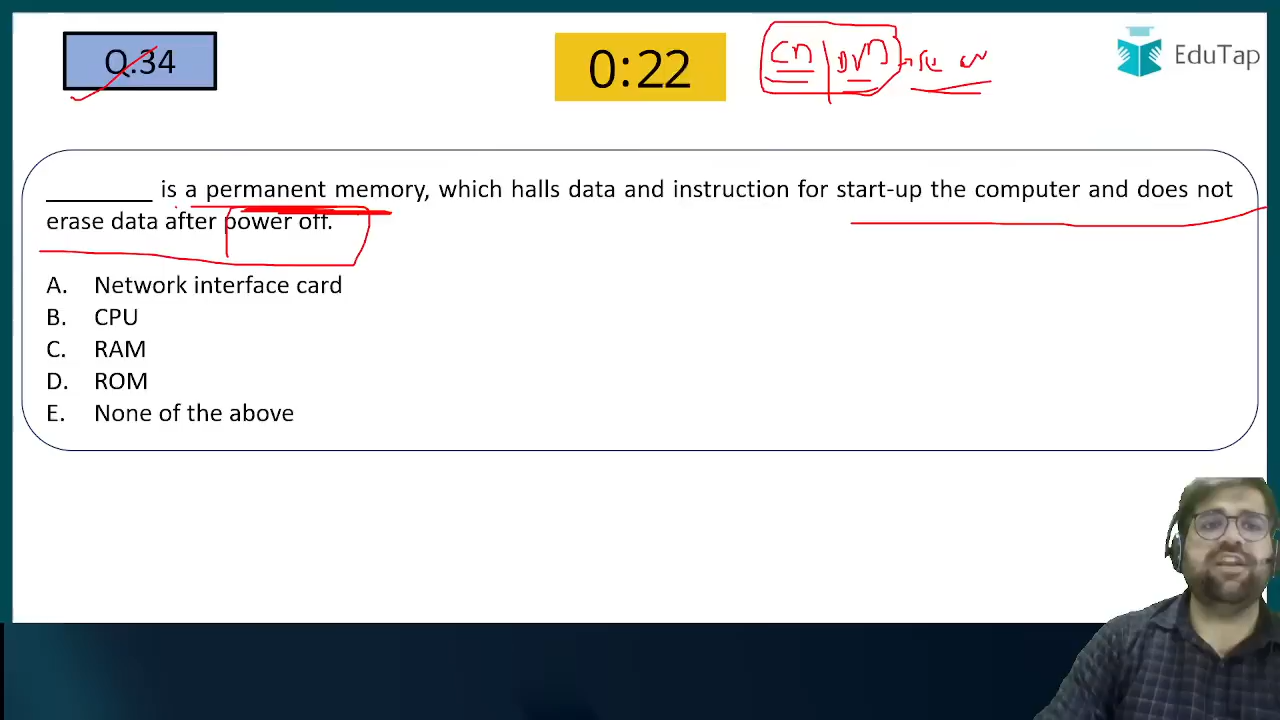 Q.34
0:22
EduTap
________ is a permanent memory, which halls data and instruction for start-up the computer and does not
erase data after power off.
A. Network interface card
B. CPU
C. RAM
D. ROM
E. None of the above